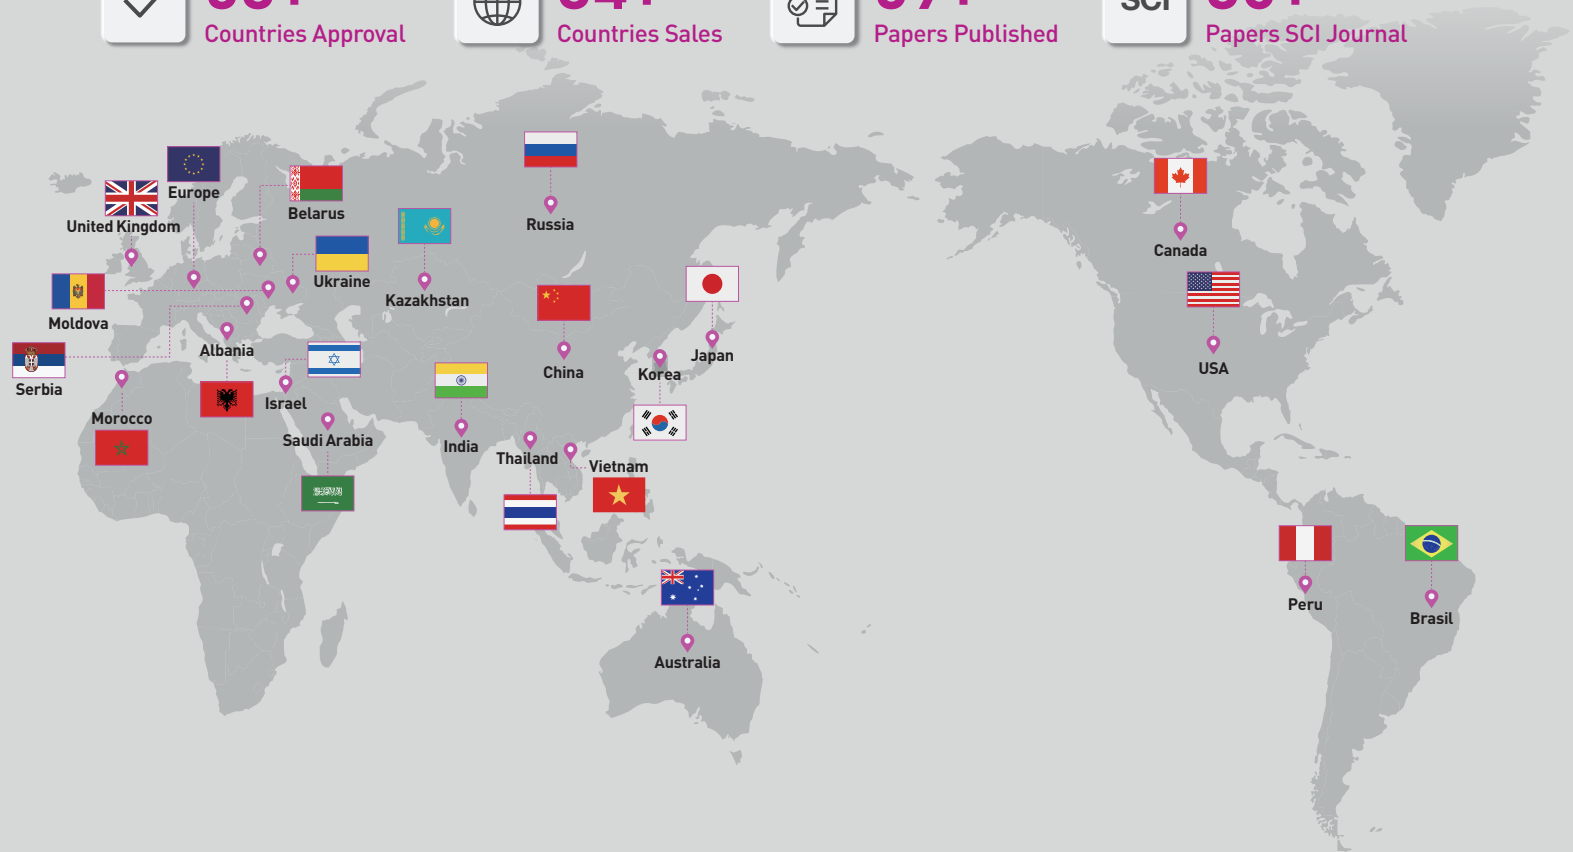 Countries Approval
Countries Sales
Papers Published
SCI
Papers SCI Journal
Europe
United Kingdom
Belarus
Russia
Canada
Ukraine
Kazakhstan
Moldova
Albania
Japan
China
Korea
USA
Serbia
Israel
Morocco
Saudi Arabia
India
Thailand
Vietnam
Peru
Brasil
Australia